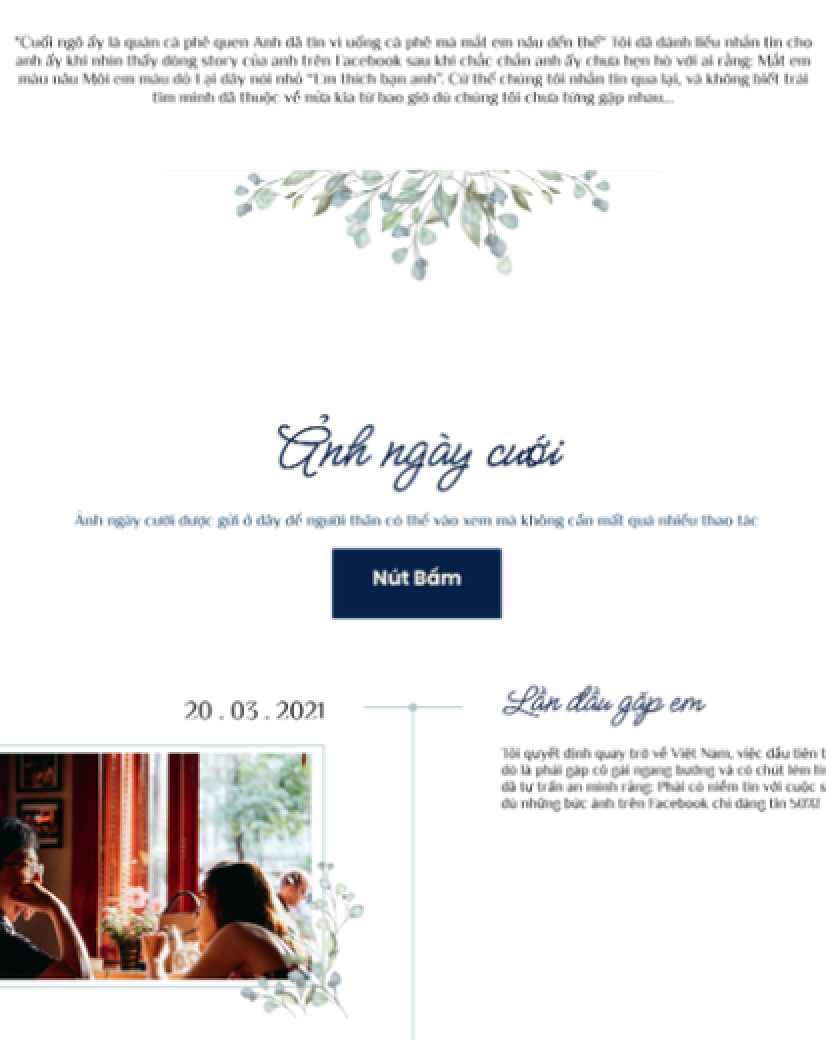 "Cuối ngõ ấy là quán cà phê quen Anh đã tin vì uống cà phê mà mắt em nâu đến thế" Tôi đã đánh liều nhắn tin cho
anh ấy khi nhìn thấy dòng story của anh trên Facebook sau khi chắc chắn anh ấy chưa hẹn hò với ai rằng: Mắt em
màu nâu Môi em màu đỏ Lại đây nói nhỏ "Em thích bạn anh". Cứ thế chúng tôi nhắn tin qua lại, và không biết trái
tim mình đã thuộc về nửa kia từ bao giờ dù chúng tôi chưa từng gặp nhau...
Ảnh ngày cưới
Ảnh ngày cưới được gửi ở đây để người thân có thể vào xem mà không cần mất quá nhiều thao tác
Nút Bấm
20 . 03 . 2021
Lần đầu gặp em
Tôi quyết định quay trở về Việt Nam, việc đầu tiên t
đó là phải gặp cô gái ngang bướng và có chút lém lỉn
đã tự trấn an mình rằng: Phải có niềm tin với cuộc s
dù những bức ảnh trên Facebook chỉ đáng tin 50%!